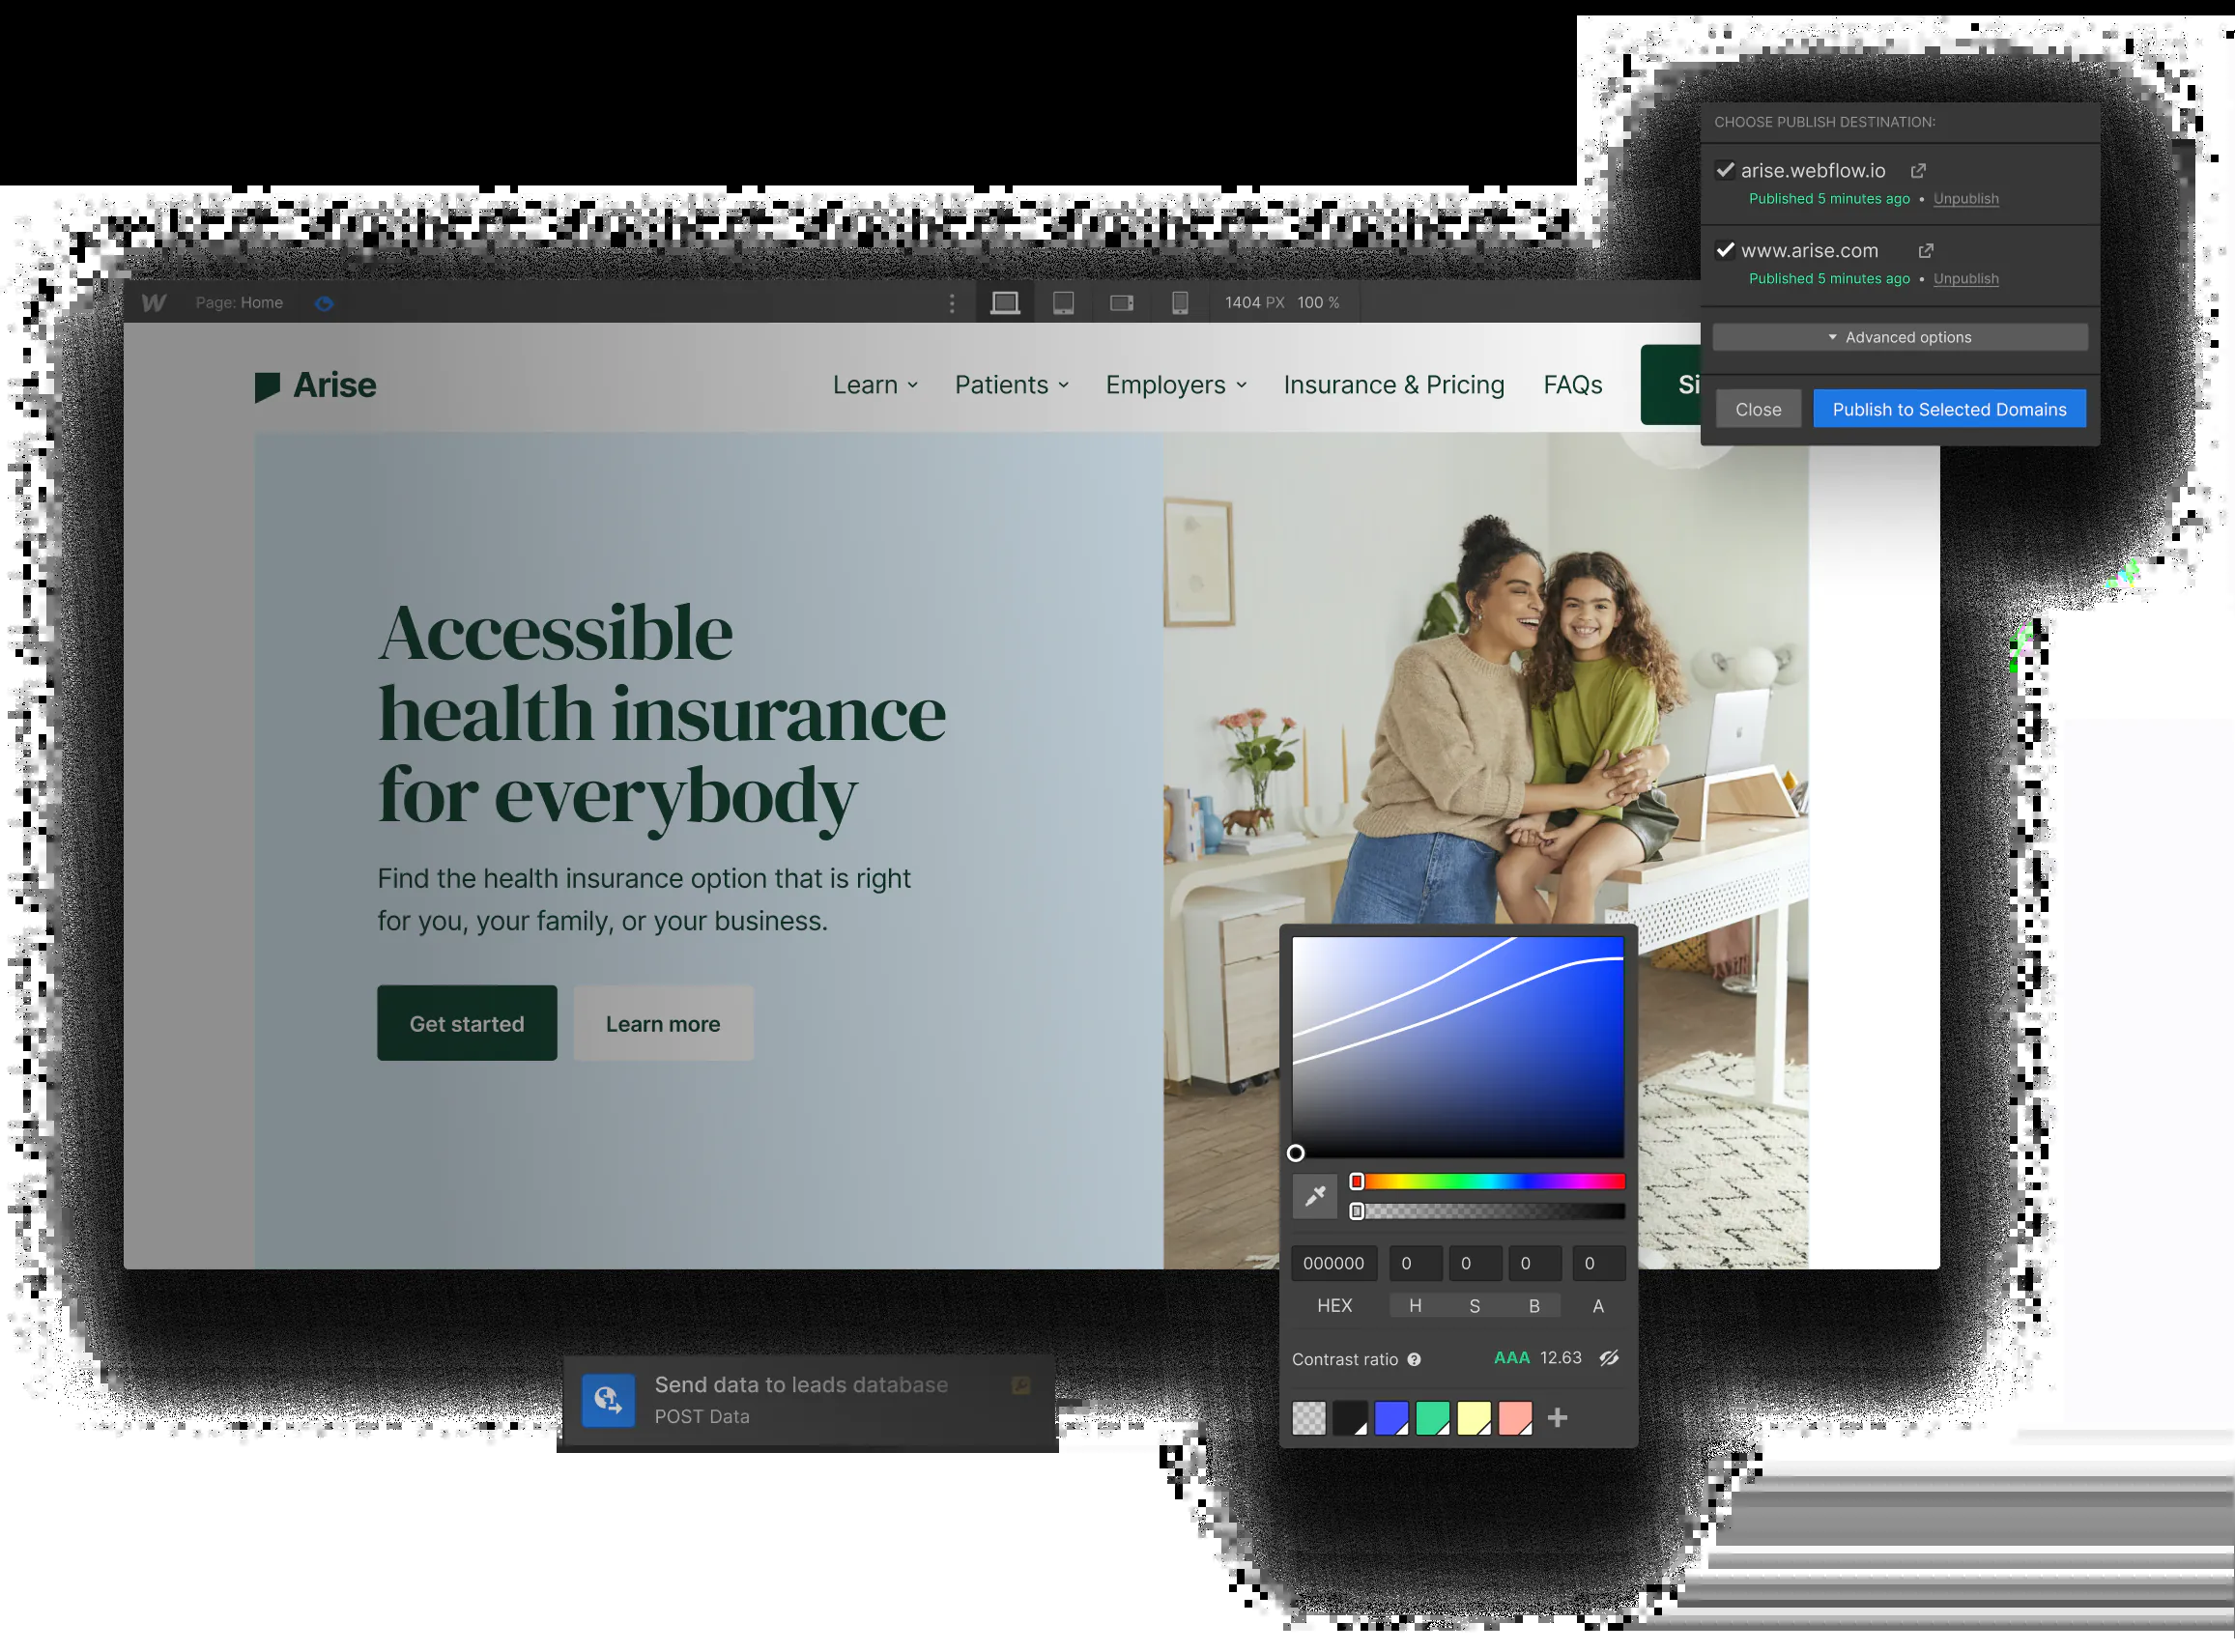 CHOOSE PUBLISH DESTINATION:
arise.webflow.io
Published 5 minutes ago • Unpublish
www.arise.com
Published 5 minutes ago • Unpublish
Advanced options
Close
Publish to Selected Domains
Page: Home
1404 PX 100 %
Arise
Learn
Patients
Employers
Insurance & Pricing
FAQs
Si
Accessible
health insurance
for everybody
Find the health insurance option that is right
for you, your family, or your business.
Get started
Learn more
000000 0 0 0 0
HEX H S B A
Contrast ratio AAA 12.63
Send data to leads database
POST Data